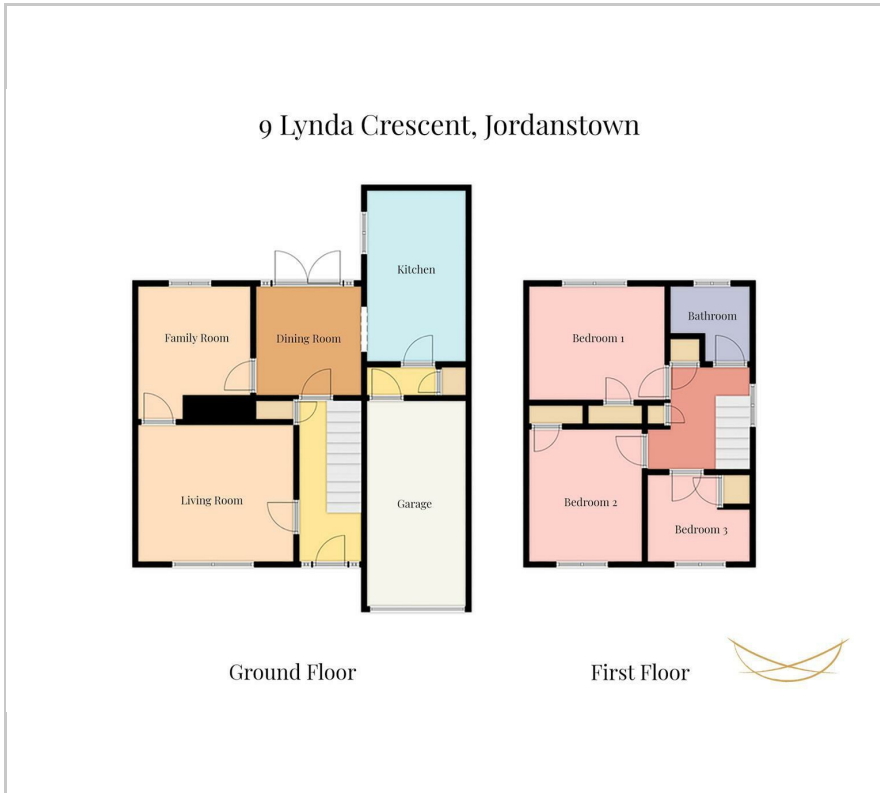 9 Lynda Crescent, Jordanstown
Kitchen
Family Room
Dining Room
Living Room
Garage
Bathroom
Bedroom 1
Bedroom 2
Bedroom 3
Ground Floor
First Floor